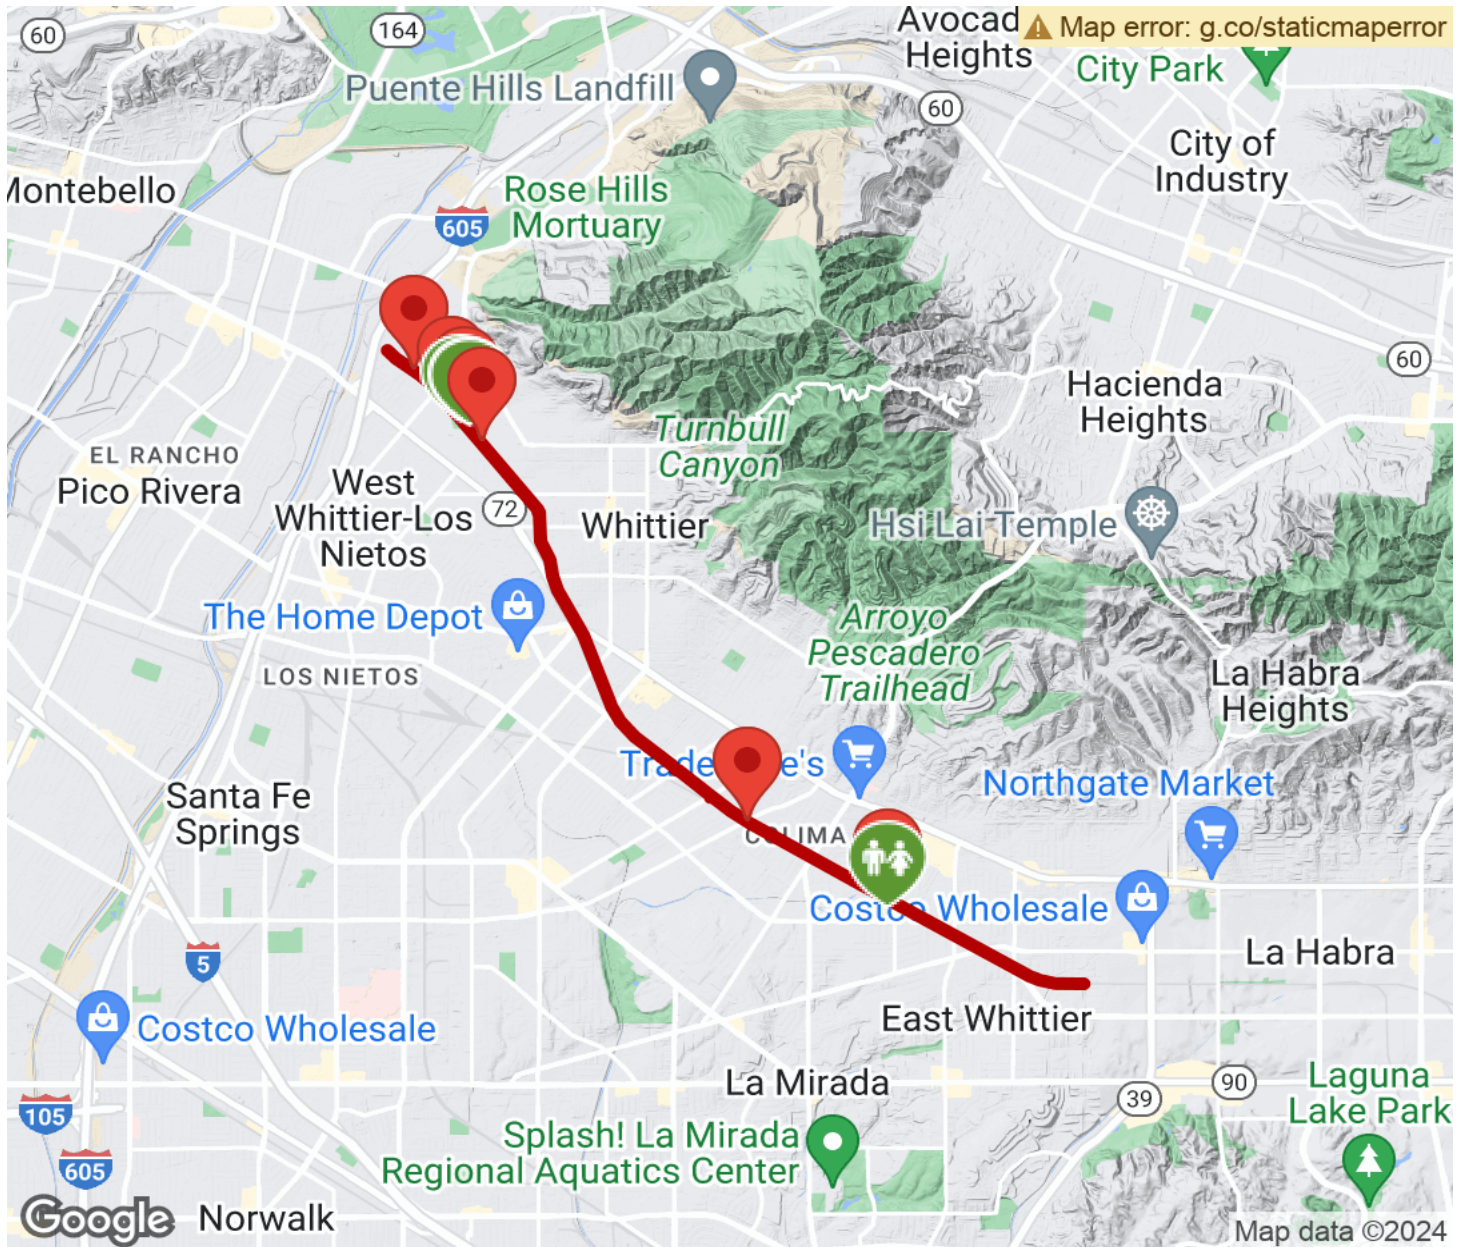 60
164
Avocad
Heights
Map error: g.co/staticmaperror
City Park
Puente Hills Landfill
60
City of
Industry
Montebello
Rose Hills
Mortuary
605
60
Hacienda
Heights
Turnbull
Canyon
EL RANCHO
Pico Rivera
West
Whittier-Los
Nietos
72
Whittier
Hsi Lai Temple
The Home Depot
Arroyo
Pescadero
Trailhead
LOS NIETOS
La Habra
Heights
Trade
e's
Northgate Market
Santa Fe
Springs
COLIMA
Costco Wholesale
La Habra
5
East Whittier
Costco Wholesale
La Mirada
39
90
Laguna
Lake Park
105
Splash! La Mirada
Regional Aquatics Center
605
Google
Norwalk
Map data ©2024